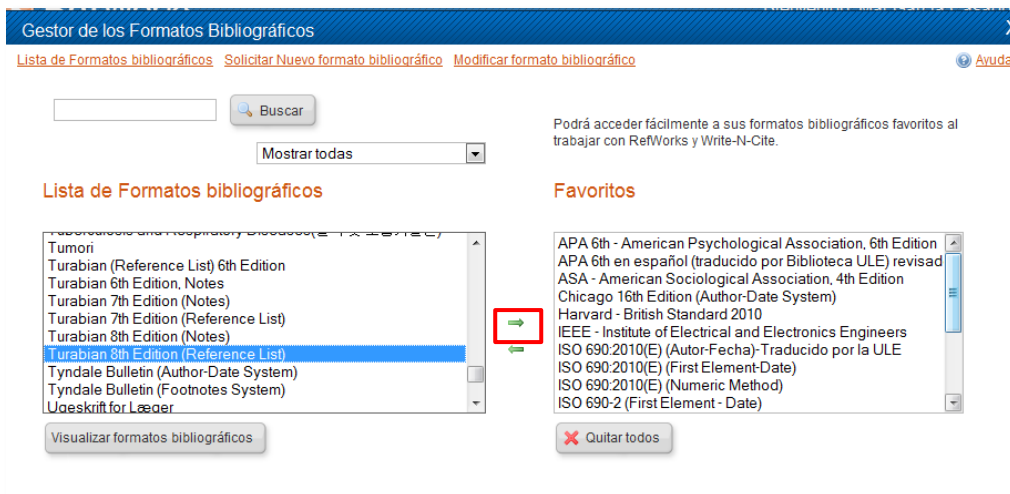 Gestor de los Formatos Bibliográficos
X
Lista de Formatos bibliográficos Solicitar Nuevo formato bibliográfico Modificar formato bibliográfico
Ayuda
Buscar
Mostrar todas
Podrá acceder fácilmente a sus formatos bibliográficos favoritos al
trabajar con RefWorks y Write-N-Cite.
Lista de Formatos bibliográficos
Tuberculosis and Respiratory Diseases
Tumori
Turabian (Reference List) 6th Edition
Turabian 6th Edition, Notes
Turabian 7th Edition (Notes)
Turabian 7th Edition (Reference List)
Turabian 8th Edition (Notes)
Turabian 8th Edition (Reference List)
Tyndale Bulletin (Author-Date System)
Tyndale Bulletin (Footnotes System)
Ugeskrift for Læger
Visualizar formatos bibliográficos
Favoritos
APA 6th - American Psychological Association, 6th Edition
APA 6th en español (traducido por Biblioteca ULE) revisad
ASA - American Sociological Association, 4th Edition
Chicago 16th Edition (Author-Date System)
Harvard - British Standard 2010
IEEE - Institute of Electrical and Electronics Engineers
ISO 690:2010(E) (Autor-Fecha)-Traducido por la ULE
ISO 690:2010(E) (First Element-Date)
ISO 690:2010(E) (Numeric Method)
ISO 690-2 (First Element - Date)
Quitar todos